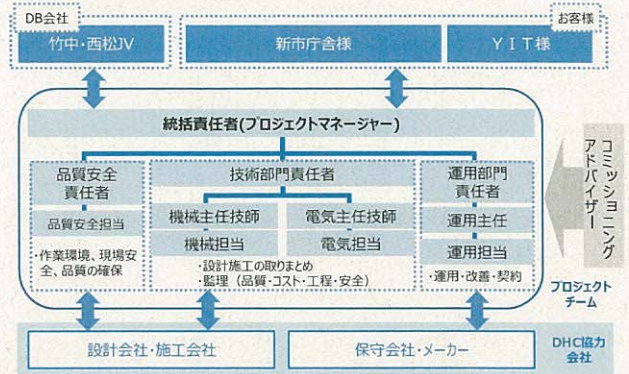 DB会社
お客様
竹中・西松JV
新市庁舎様
ＹＩＴ様
統括責任者(プロジェクトマネージャー)
品質安全
責任者
技術部門責任者
運用部門
責任者
品質安全担当
機械主任技師
電気主任技師
運用主任
機械担当
電気担当
運用担当
・作業環境、現場安
全、品質の確保
・設計施工の取りまとめ
・監理（品質・コスト・工程・安全）
・運用・改善・契約
コミッショニング
アドバイザー
プロジェクト
チーム
設計会社・施工会社
保守会社・メーカー
DHC協力
会社